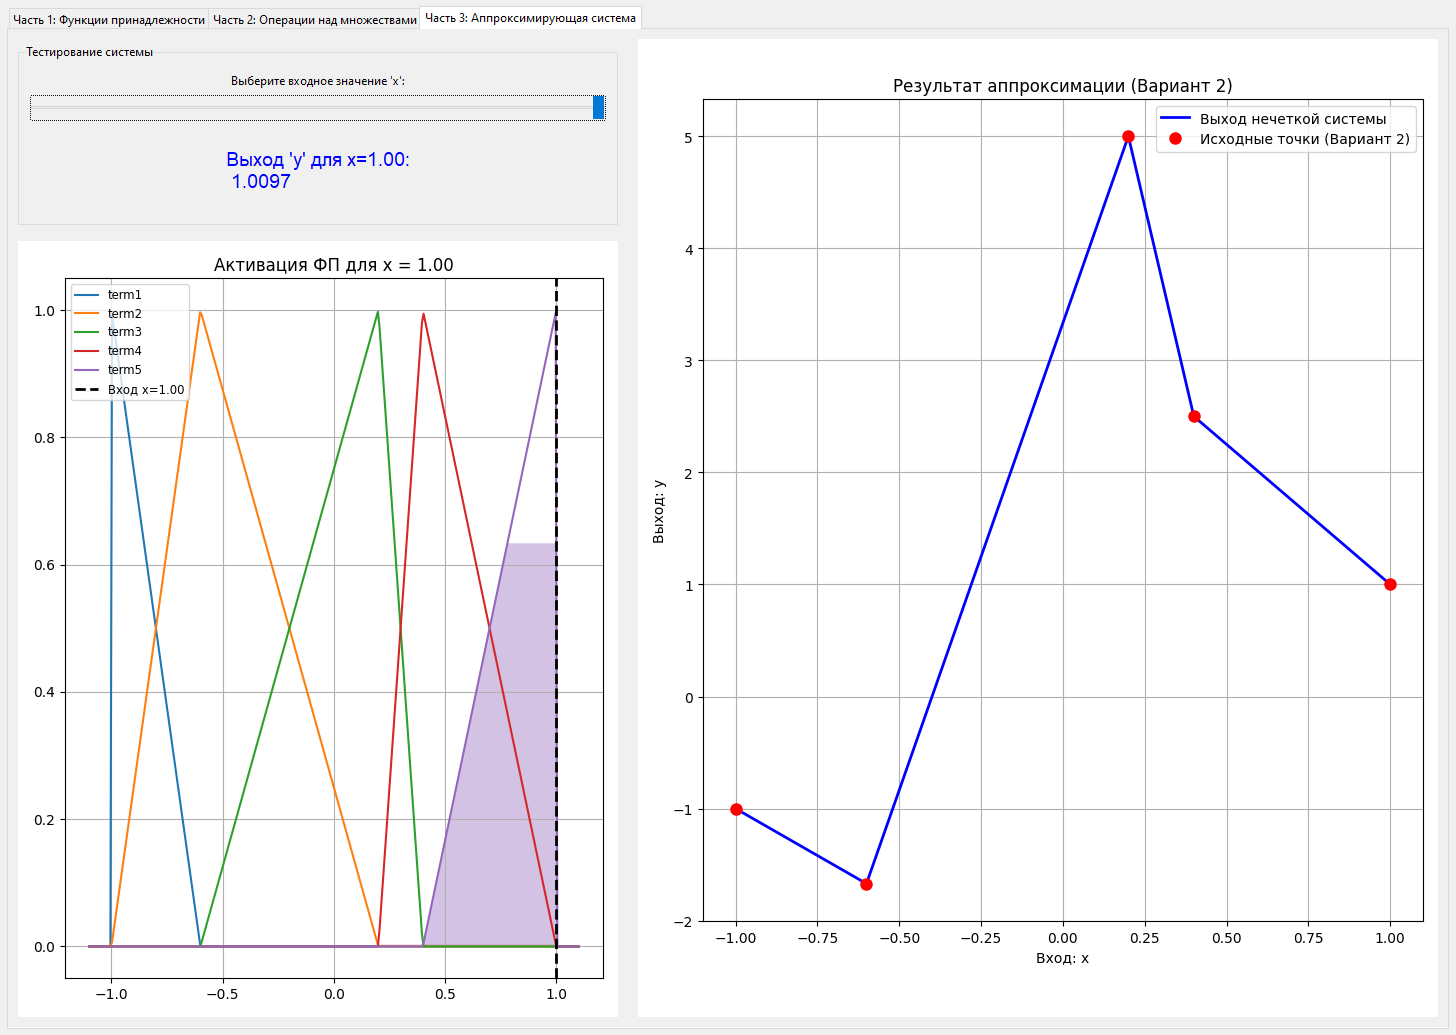 Часть 1: Функции принадлежности
Часть 2: Операции над множествами
Часть 3: Аппроксимирующая система
Тестирование системы
Выберите входное значение 'x':
Выход 'y' для x=1.00:
1.0097
Активация ФП для x = 1.00
term1
term2
term3
term4
term5
Вход x=1.00
1.0
0.8
0.6
0.4
0.2
0.0
−1.0
−0.5
0.0
0.5
1.0
Результат аппроксимации (Вариант 2)
Выход нечеткой системы
Исходные точки (Вариант 2)
Выход: y
5
4
3
2
1
0
−1
−2
−1.00
−0.75
−0.50
−0.25
0.00
0.25
0.50
0.75
1.00
Вход: x